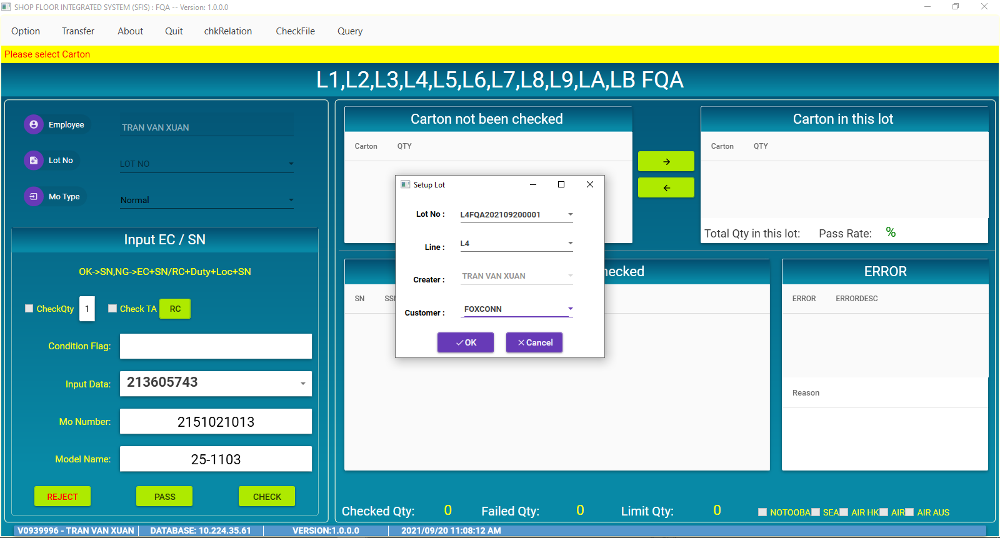 SHOP FLOOR INTEGRATED SYSTEM (SFIS) : FQA -- Version: 1.0.0.0
Option Transfer About Quit chkRelation CheckFile Query
Please select Carton
L1,L2,L3,L4,L5,L6,L7,L8,L9,LA,LB FQA
Employee TRAN VAN XUAN
Lot No LOT NO
Mo Type Normal
Input EC / SN
OK->SN,NG->EC+SN/RC+Duty+Loc+SN
CheckQty 1 Check TA RC
Condition Flag:
Input Data: 213605743
Mo Number: 2151021013
Model Name: 25-1103
REJECT PASS CHECK
Carton not been checked
Carton QTY
Carton in this lot
Carton QTY
Total Qty in this lot: Pass Rate: %
Setup Lot
Lot No : L4FQA202109200001
Line : L4
Creater : TRAN VAN XUAN
Customer : FOXCONN
OK Cancel
hecked
SN SSN
ERROR
ERROR ERRORDESC
Reason
Checked Qty: 0 Failed Qty: 0 Limit Qty: 0
NOTOOBA SEA AIR HK AIR AIR AUS
V0939996 - TRAN VAN XUAN DATABASE: 10.224.35.61 VERSION:1.0.0.0 2021/09/20 11:08:12 AM